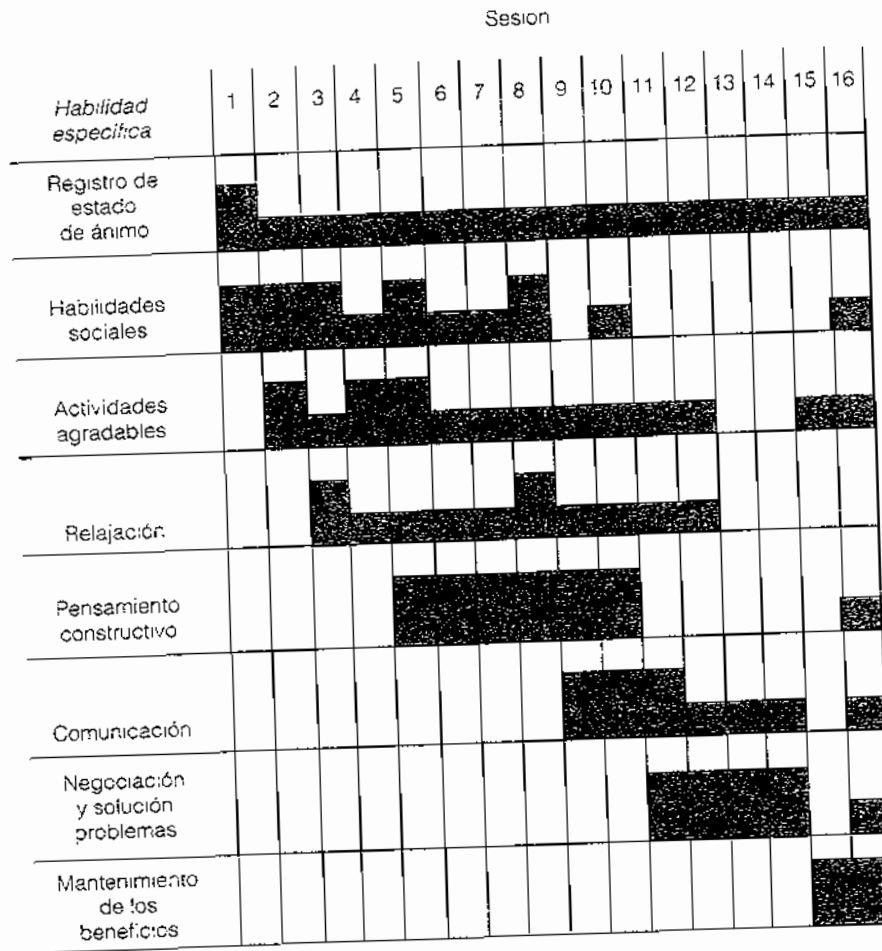 Sesion
Habilidad
específica
1 2 3 4 5 6 7 8 9 10 11 12 13 14 15 16
Registro de
estado
de ánimo
Habilidades
sociales
Actividades
agradables
Relajación
Pensamiento
constructivo
Comunicación
Negociación
y solución
problemas
Mantenimiento
de los
beneficios